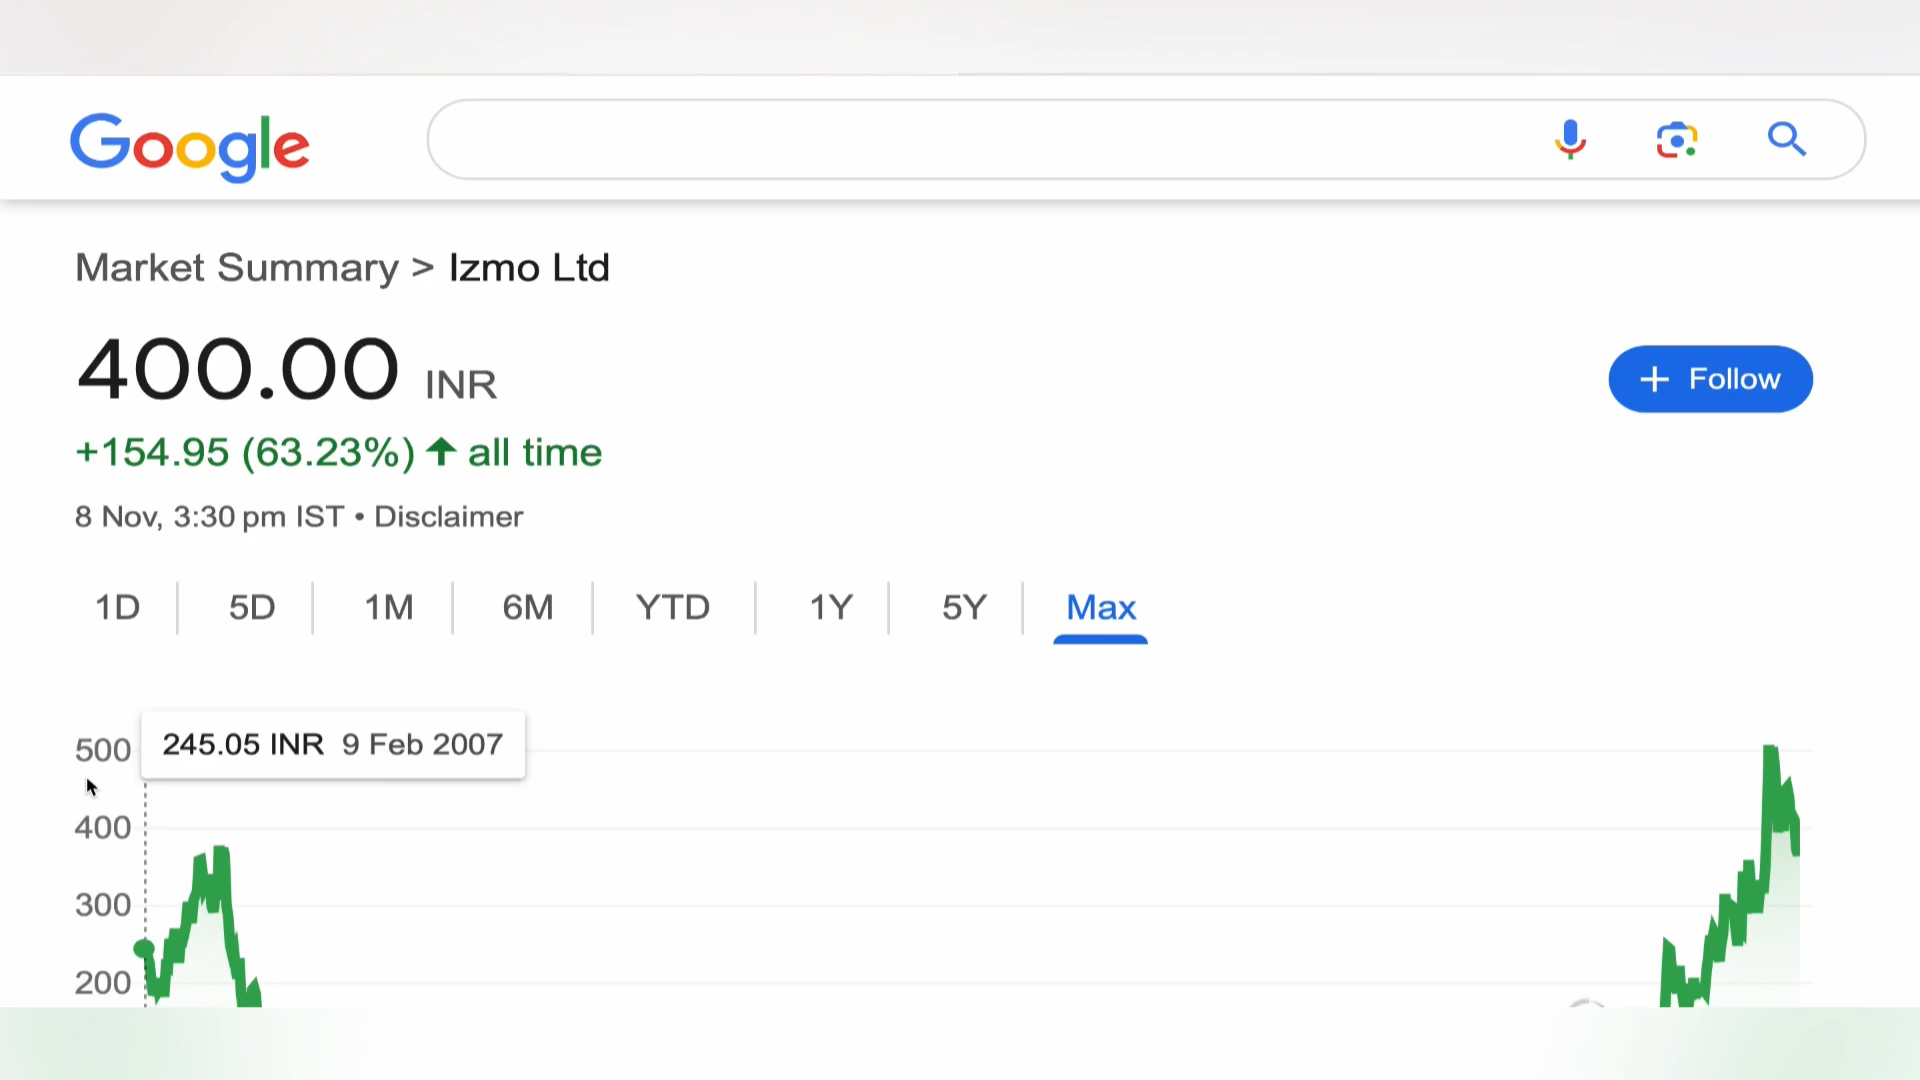 Google
Market Summary > Izmo Ltd
400.00 INR
+ Follow
+154.95 (63.23%) ↑ all time
8 Nov, 3:30 pm IST • Disclaimer
1D 5D 1M 6M YTD 1Y 5Y Max
245.05 INR 9 Feb 2007
500
400
300
200